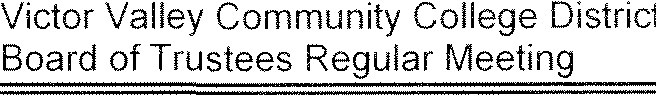 Victor Valley Community College District
Board of Trustees Regular Meeting